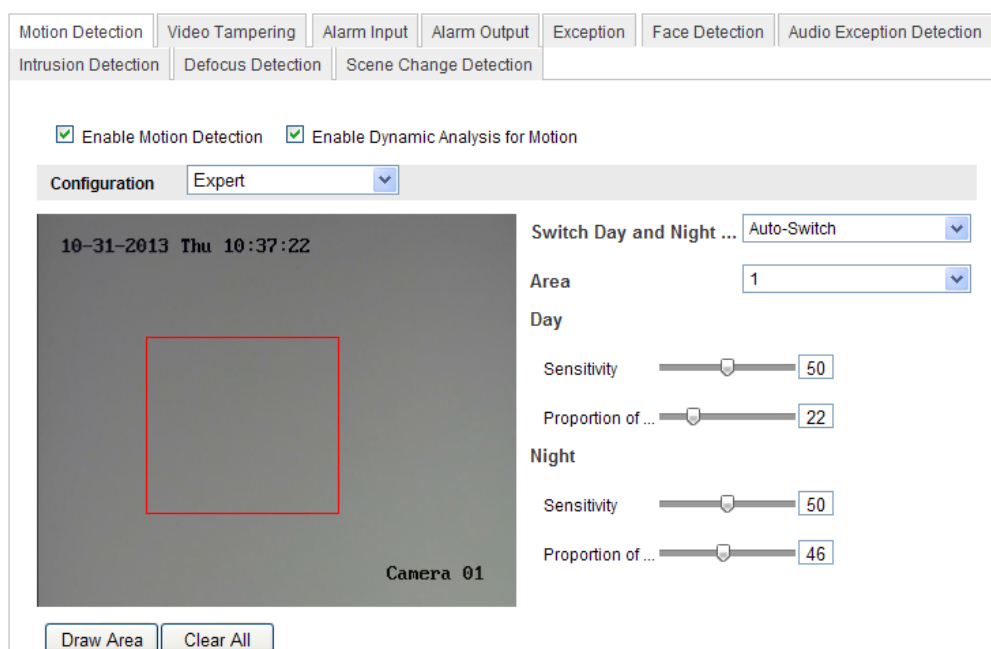 Motion Detection Video Tampering Alarm Input Alarm Output Exception Face Detection Audio Exception Detection
Intrusion Detection Defocus Detection Scene Change Detection
Enable Motion Detection Enable Dynamic Analysis for Motion
Configuration Expert
10-31-2013 Thu 10:37:22
Camera 01
Switch Day and Night ... Auto-Switch
Area 1
Day
Sensitivity 50
Proportion of ... 22
Night
Sensitivity 50
Proportion of ... 46
Draw Area Clear All